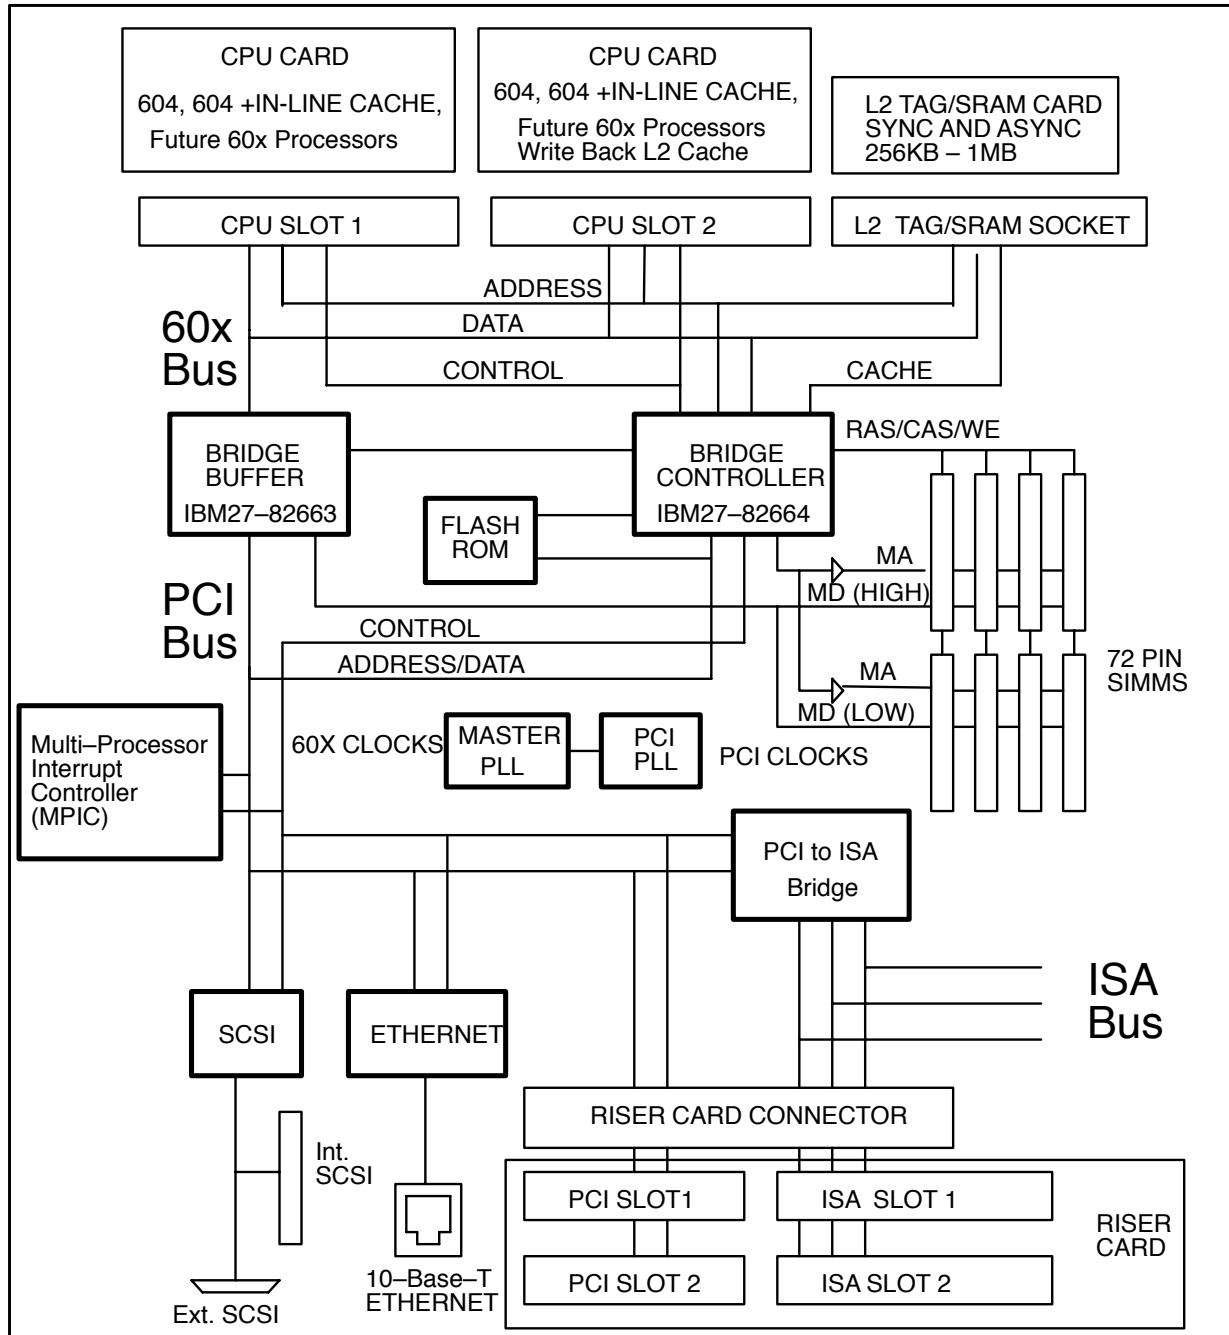 CPU CARD
604, 604 +IN-LINE CACHE,
Future 60x Processors
CPU CARD
604, 604 +IN-LINE CACHE,
Future 60x Processors
Write Back L2 Cache
L2 TAG/SRAM CARD
SYNC AND ASYNC
256KB – 1MB
CPU SLOT 1
CPU SLOT 2
L2 TAG/SRAM SOCKET
ADDRESS
60x
Bus
DATA
CONTROL
CACHE
RAS/CAS/WE
BRIDGE
BUFFER
IBM27–82663
BRIDGE
CONTROLLER
IBM27–82664
FLASH
ROM
MA
MD (HIGH)
PCI
Bus
CONTROL
ADDRESS/DATA
MA
MD (LOW)
72 PIN
SIMMS
Multi–Processor
Interrupt
Controller
(MPIC)
60X CLOCKS
MASTER
PLL
PCI
PLL
PCI CLOCKS
PCI to ISA
Bridge
ISA
Bus
SCSI
ETHERNET
RISER CARD CONNECTOR
Int.
SCSI
PCI SLOT1
ISA SLOT 1
RISER
CARD
PCI SLOT 2
ISA SLOT 2
10–Base–T
ETHERNET
Ext. SCSI